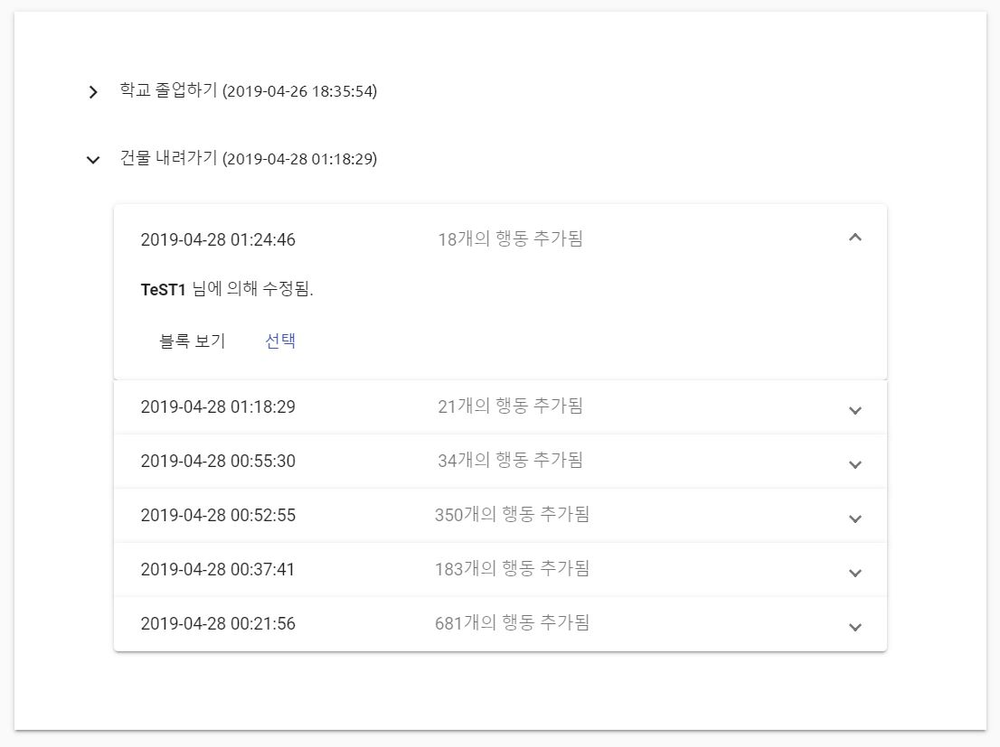 학교 졸업하기 (2019-04-26 18:35:54)
건물 내려가기 (2019-04-28 01:18:29)
2019-04-28 01:24:46 18개의 행동 추가됨
TeST1 님에 의해 수정됨.
블록 보기 선택
2019-04-28 01:18:29 21개의 행동 추가됨
2019-04-28 00:55:30 34개의 행동 추가됨
2019-04-28 00:52:55 350개의 행동 추가됨
2019-04-28 00:37:41 183개의 행동 추가됨
2019-04-28 00:21:56 681개의 행동 추가됨